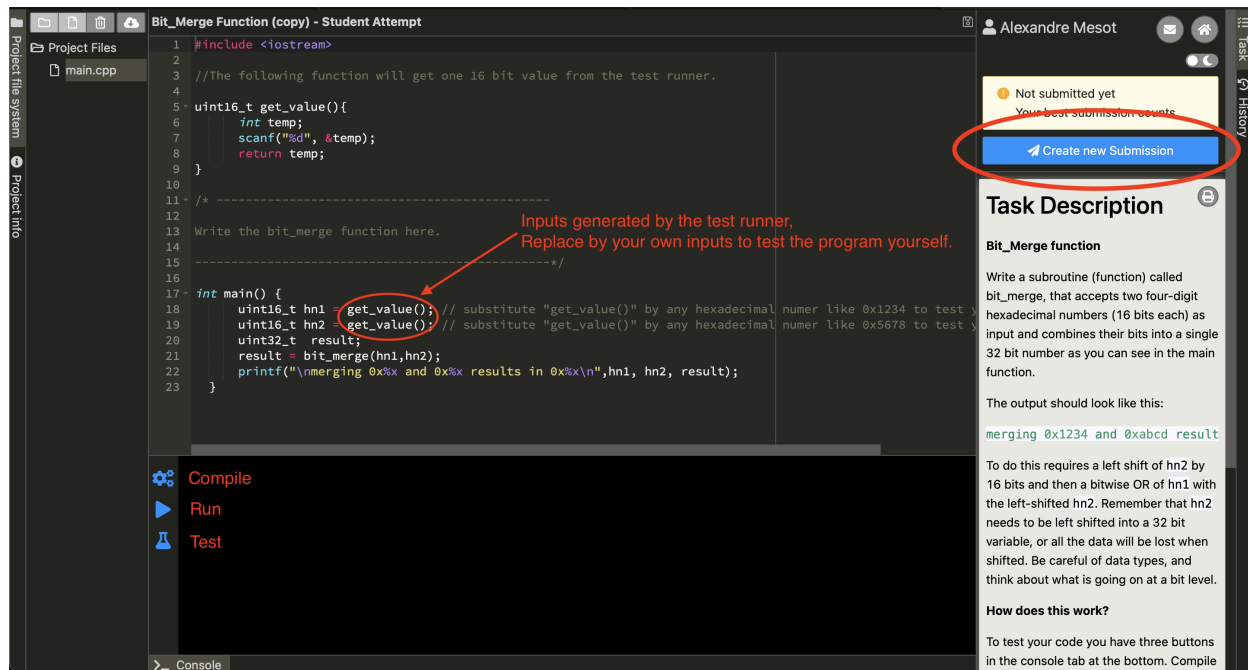 Bit_Merge Function (copy) - Student Attempt
Project file system
Project info
Project Files
main.cpp
1 #include <iostream>
2
3 //The following function will get one 16 bit value from the test runner.
4
5 uint16_t get_value(){
6 int temp;
7 scanf("%d", &temp);
8 return temp;
9 }
10
11 /* ----------------------------------------------
12
13 Write the bit_merge function here.
14
15 -------------------------------------------------*/
16
17 int main() {
18 uint16_t hn1 = get_value(); // substitute "get_value()" by any hexadecimal numer like 0x1234 to test y
19 uint16_t hn2 = get_value(); // substitute "get_value()" by any hexadecimal numer like 0x5678 to test y
20 uint32_t result;
21 result = bit_merge(hn1,hn2);
22 printf("\nmerging 0x%x and 0x%x results in 0x%x\n",hn1, hn2, result);
23 }
Inputs generated by the test runner,
Replace by your own inputs to test the program yourself.
Compile
Run
Test
>_ Console
Alexandre Mesot
Not submitted yet
Your best submission counts
Create new Submission
Task Description
Bit_Merge function
Write a subroutine (function) called
bit_merge, that accepts two four-digit
hexadecimal numbers (16 bits each) as
input and combines their bits into a single
32 bit number as you can see in the main
function.
The output should look like this:
merging 0x1234 and 0xabcd result
To do this requires a left shift of hn2 by
16 bits and then a bitwise OR of hn1 with
the left-shifted hn2. Remember that hn2
needs to be left shifted into a 32 bit
variable, or all the data will be lost when
shifted. Be careful of data types, and
think about what is going on at a bit level.
How does this work?
To test your code you have three buttons
in the console tab at the bottom. Compile
Task
History